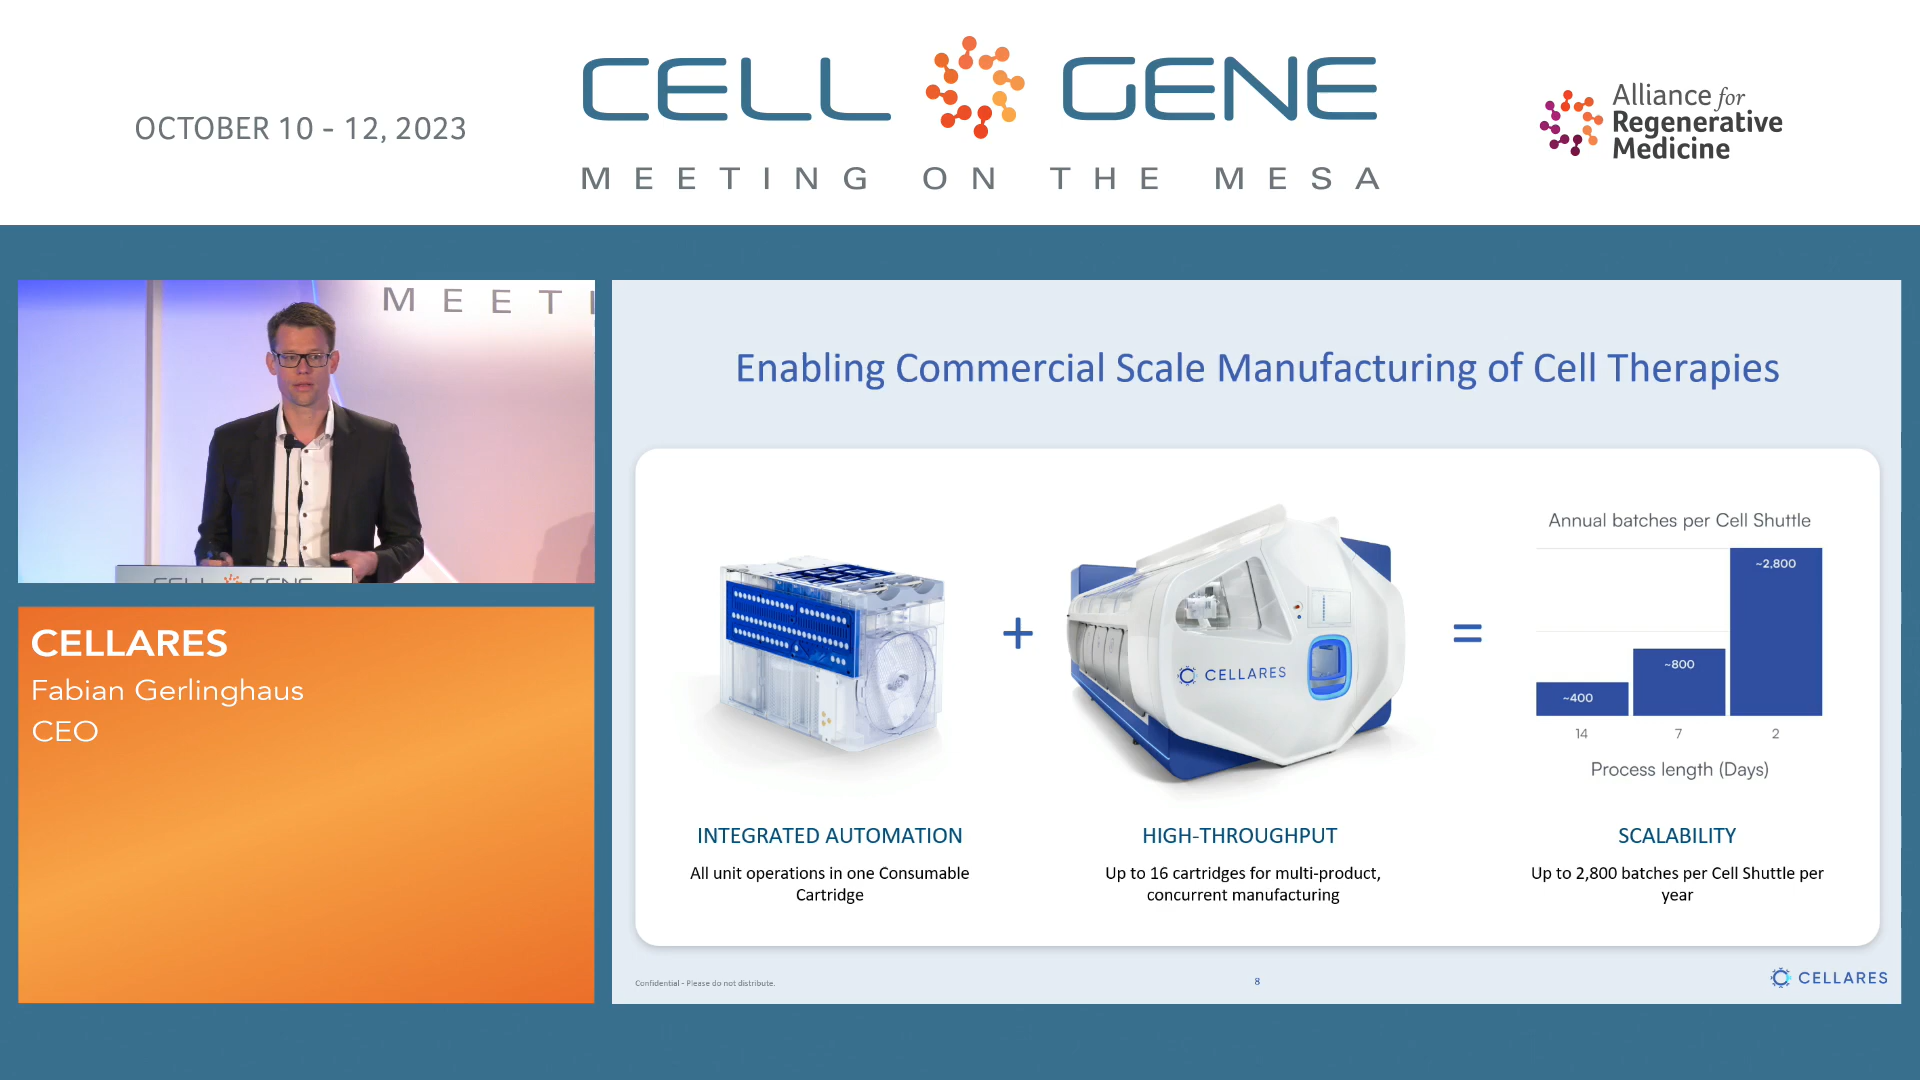 OCTOBER 10 - 12, 2023
CELL GENE
MEETING ON THE MESA
Alliance for
Regenerative
Medicine
MEET
CELL GENE
CELLARES
Fabian Gerlinghaus
CEO
Enabling Commercial Scale Manufacturing of Cell Therapies
CELLARES
+
=
Annual batches per Cell Shuttle
~2,800
~800
~400
14 7 2
Process length (Days)
INTEGRATED AUTOMATION
All unit operations in one Consumable
Cartridge
HIGH-THROUGHPUT
Up to 16 cartridges for multi-product,
concurrent manufacturing
SCALABILITY
Up to 2,800 batches per Cell Shuttle per
year
Confidential - Please do not distribute.
8
CELLARES